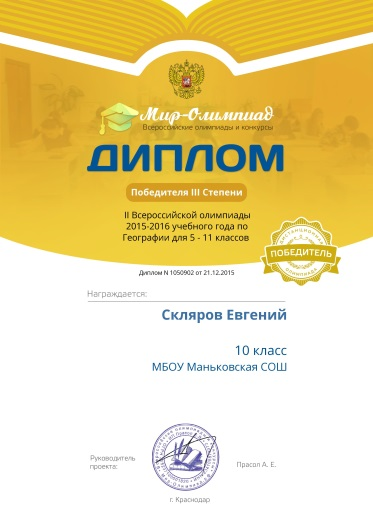 Мир-Олимпиад
Всероссийские олимпиады и конкурсы
ДИПЛОМ
Победителя III Степени
II Всероссийской олимпиады
2015-2016 учебного года по
Географии для 5 - 11 классов
ДИСТАНЦИОННАЯ
ПОБЕДИТЕЛЬ
ОЛИМПИАДА
Диплом N 1050902 от 21.12.2015
Награждается:
Скляров Евгений
10 класс
МБОУ Маньковская СОШ
Руководитель
проекта:
Прасол А. Е.
г. Краснодар